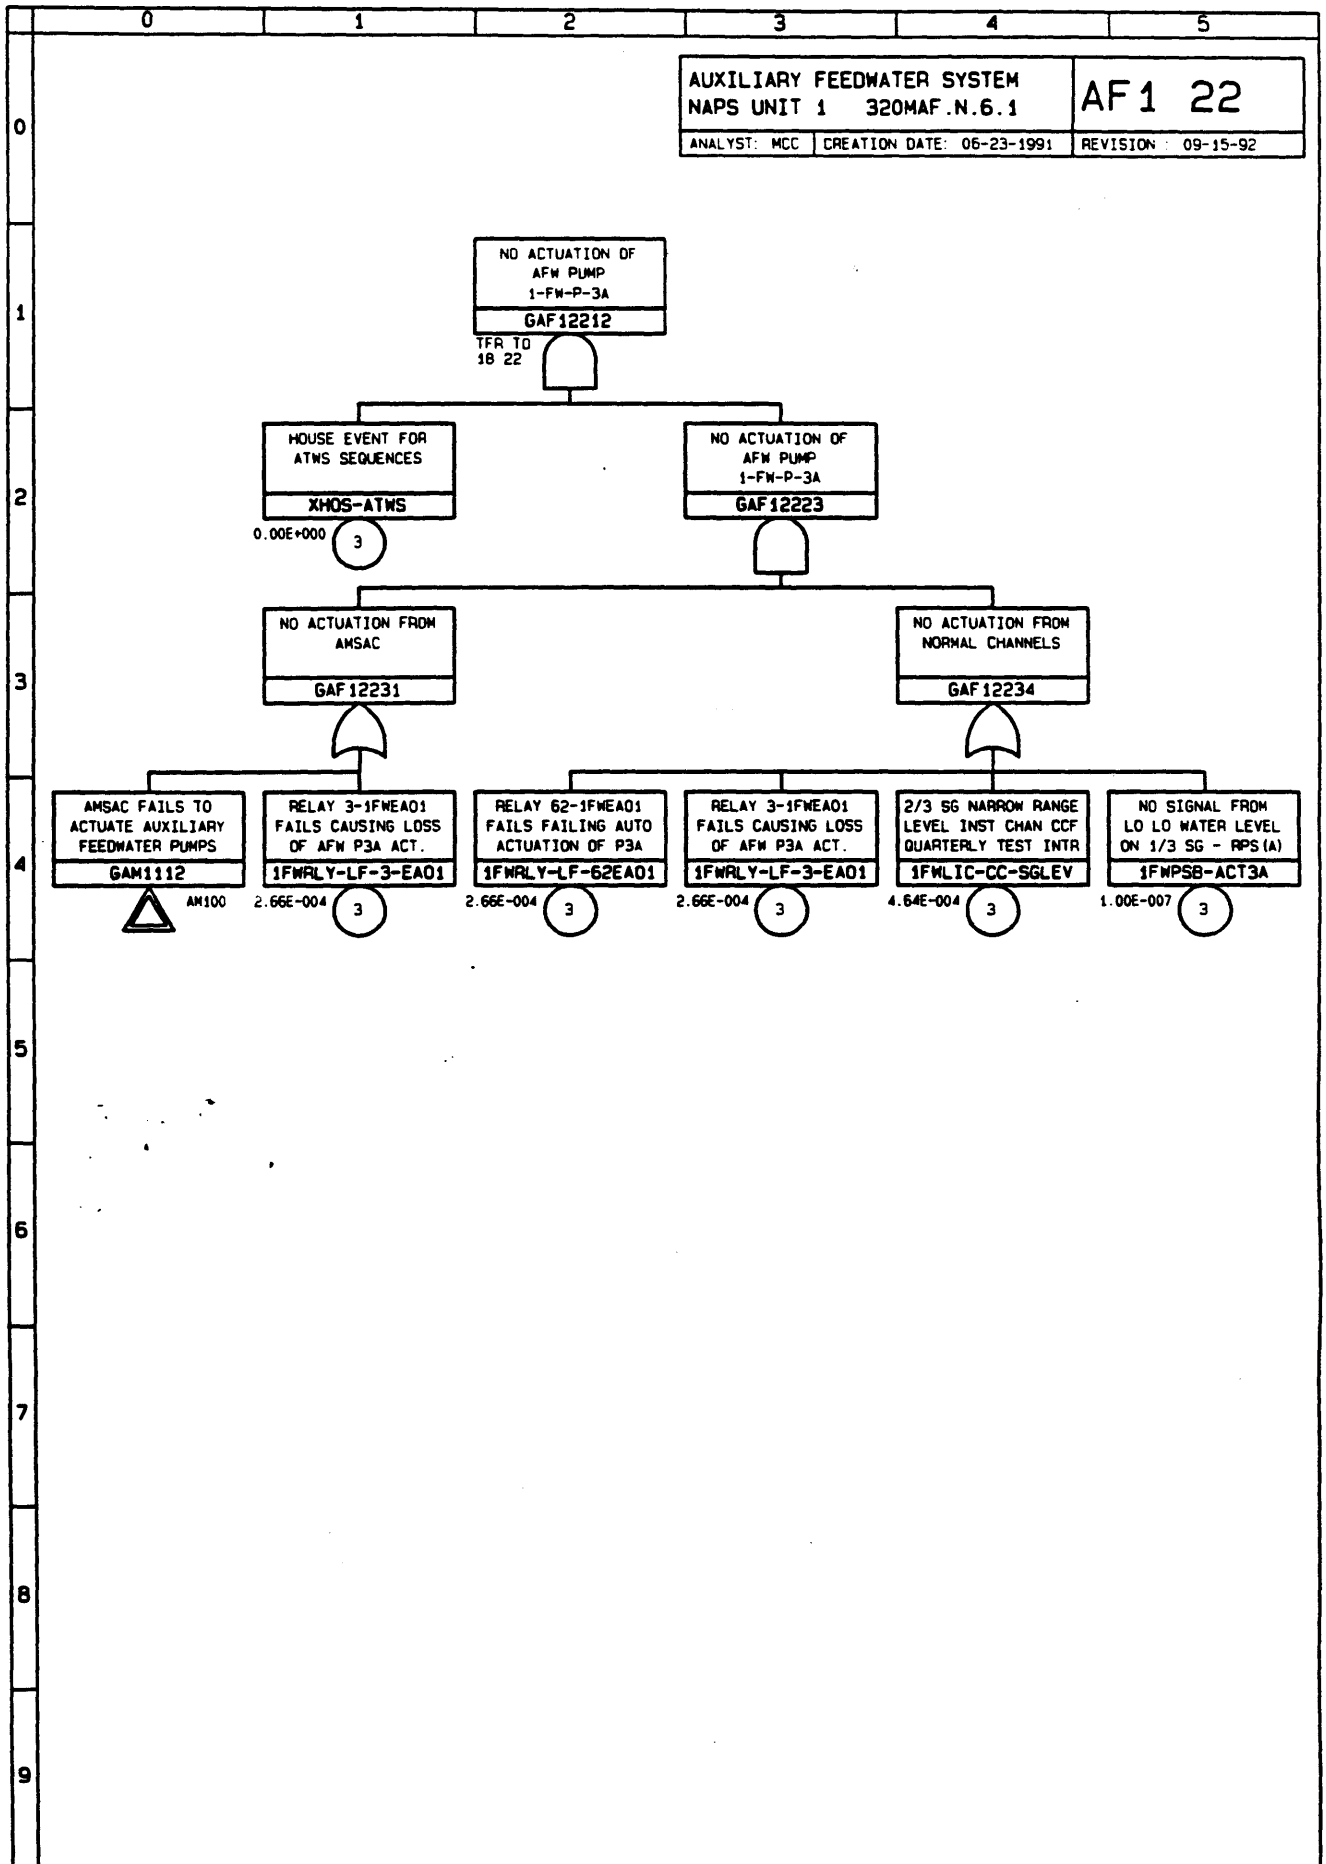 0 1 2 3 4 5
AUXILIARY FEEDWATER SYSTEM
NAPS UNIT 1 320MAF.N.6.1
AF1 22
ANALYST: MCC CREATION DATE: 06-23-1991 REVISION : 09-15-92
0
NO ACTUATION OF
AFW PUMP
1-FW-P-3A
GAF12212
1
TFR TO
18 22
HOUSE EVENT FOR
ATWS SEQUENCES
XHOS-ATWS
0.00E+000
3
NO ACTUATION OF
AFW PUMP
1-FW-P-3A
GAF12223
2
NO ACTUATION FROM
AMSAC
GAF12231
NO ACTUATION FROM
NORMAL CHANNELS
GAF12234
3
AMSAC FAILS TO
ACTUATE AUXILIARY
FEEDWATER PUMPS
GAM1112
AM100
RELAY 3-1FWEA01
FAILS CAUSING LOSS
OF AFW P3A ACT.
1FWRLY-LF-3-EA01
2.66E-004
3
RELAY 62-1FWEA01
FAILS FAILING AUTO
ACTUATION OF P3A
1FWRLY-LF-62EA01
2.66E-004
3
RELAY 3-1FWEA01
FAILS CAUSING LOSS
OF AFW P3A ACT.
1FWRLY-LF-3-EA01
2.66E-004
3
2/3 SG NARROW RANGE
LEVEL INST CHAN CCF
QUARTERLY TEST INTR
1FWLIC-CC-SGLEV
4.64E-004
3
NO SIGNAL FROM
LO LO WATER LEVEL
ON 1/3 SG - RPS(A)
1FWPSB-ACT3A
1.00E-007
3
4
5
6
7
8
9